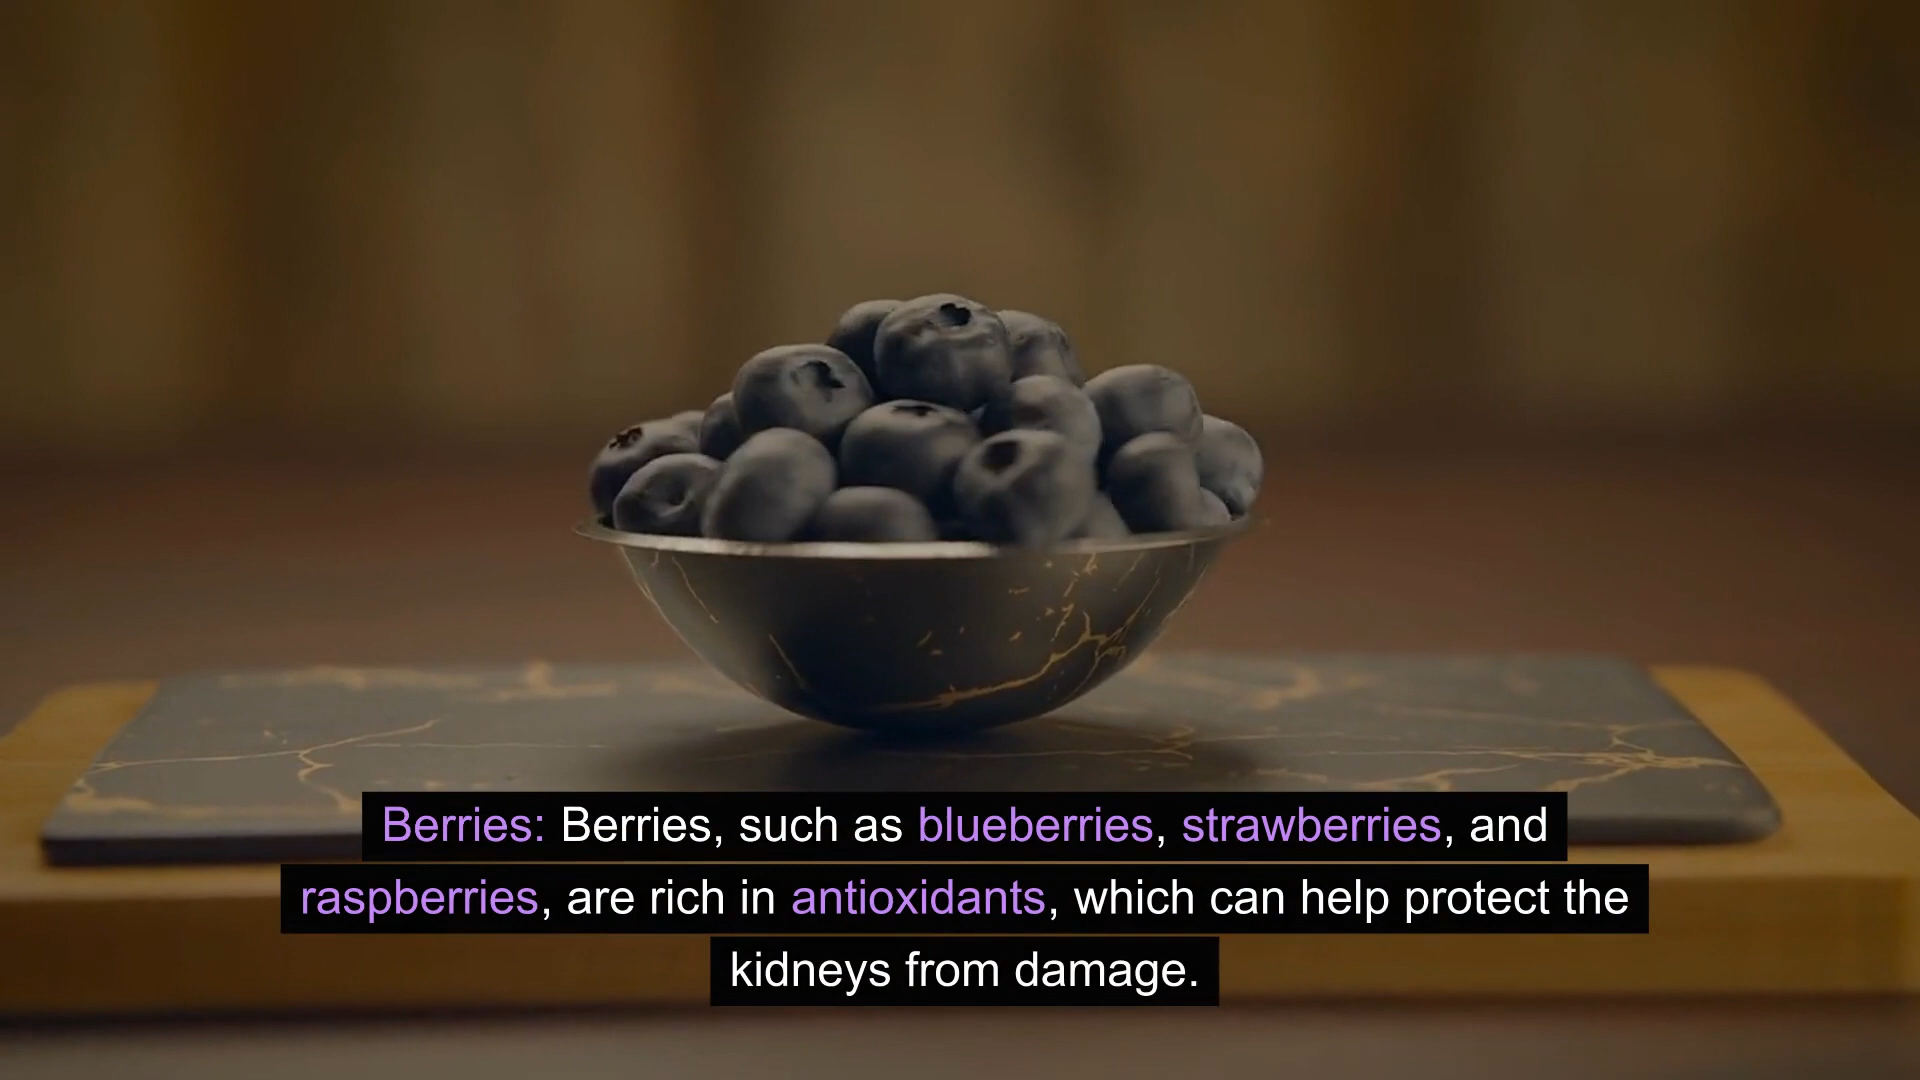 Berries: Berries, such as blueberries, strawberries, and
raspberries, are rich in antioxidants, which can help protect the
kidneys from damage.